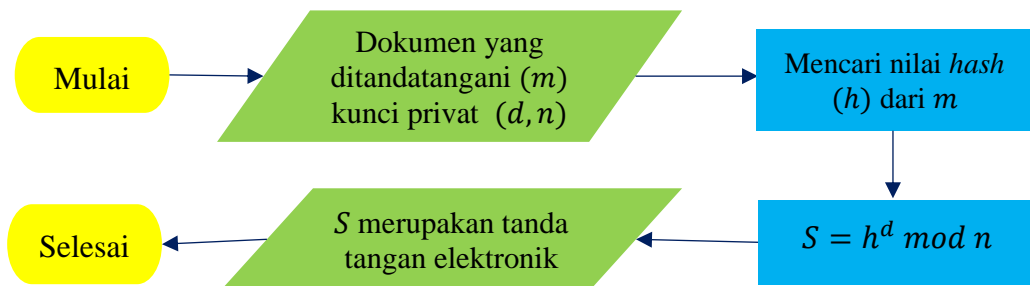 Mulai
Dokumen yang
ditandatangani (𝑚)
kunci privat (𝑑, 𝑛)
Mencari nilai hash
(ℎ) dari 𝑚
𝑆 = ℎ^𝑑 𝑚𝑜𝑑 𝑛
𝑆 merupakan tanda
tangan elektronik
Selesai